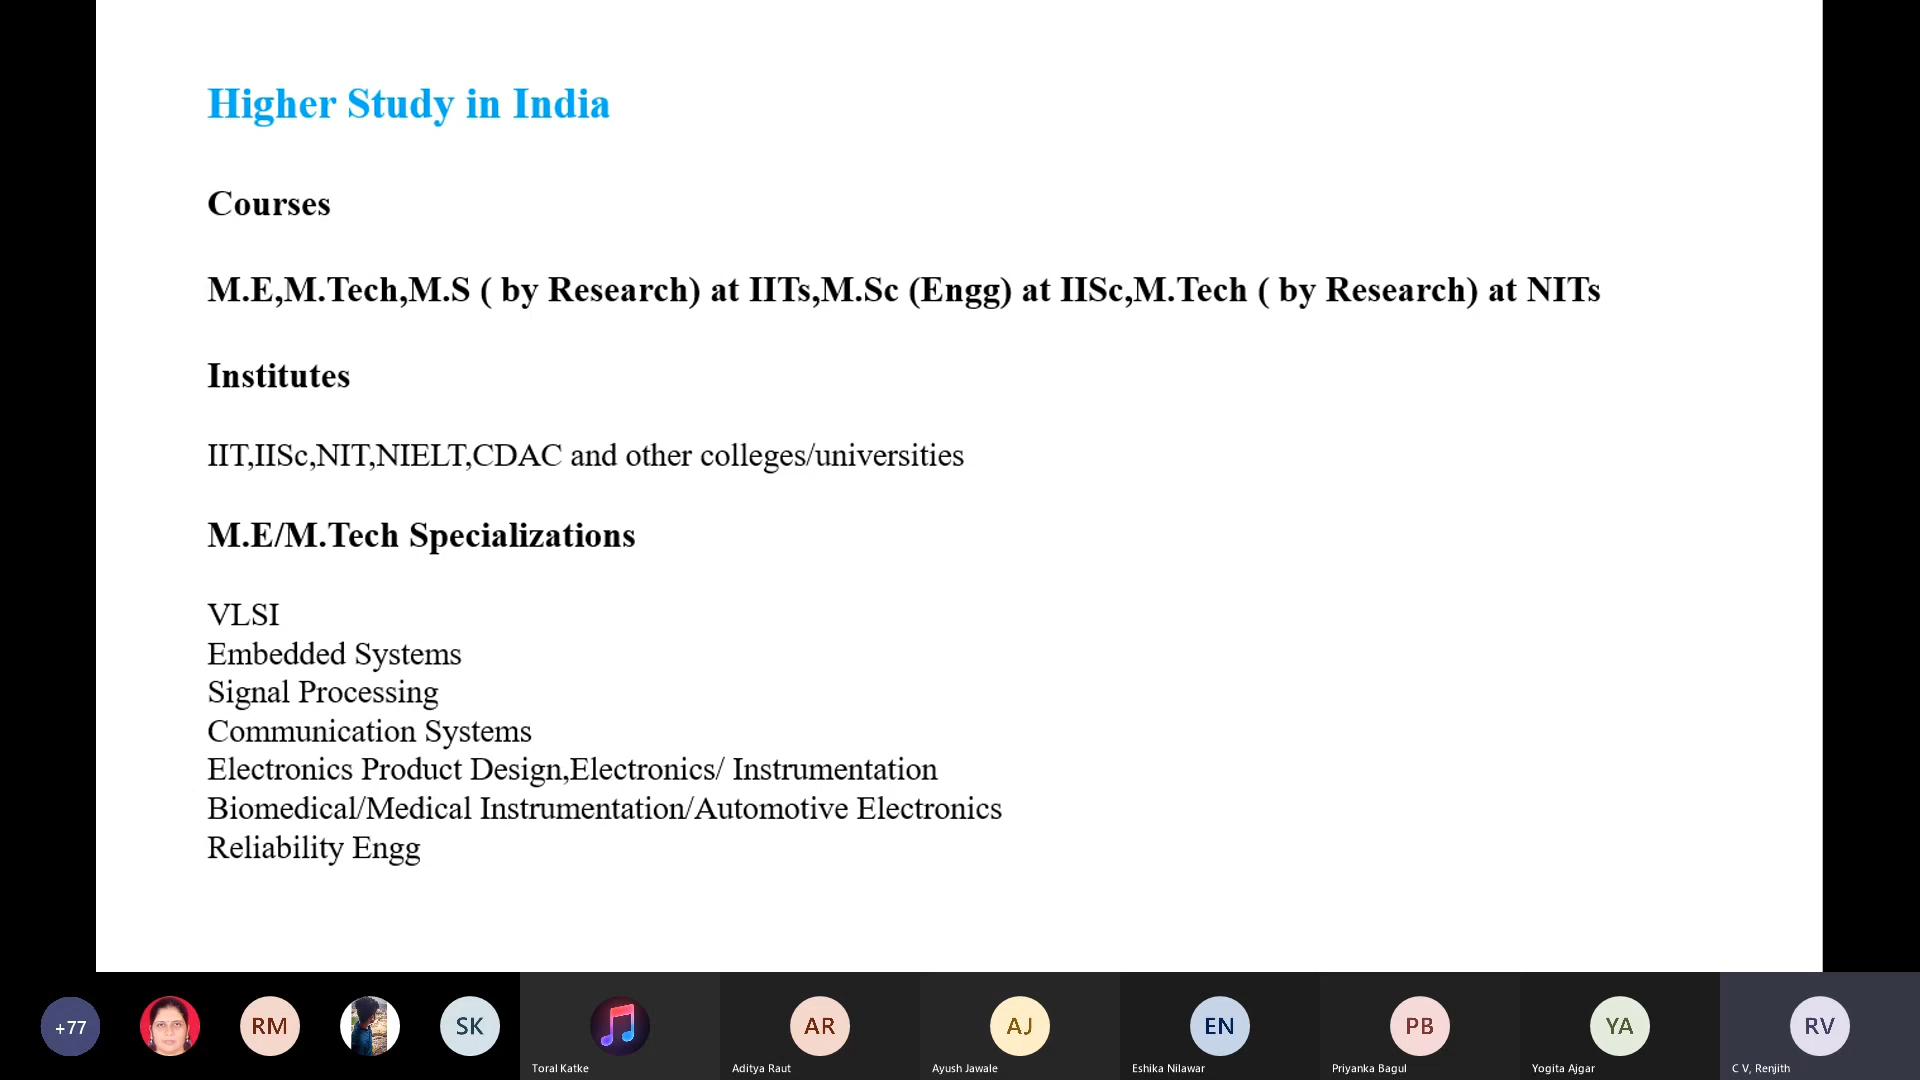 Higher Study in India
Courses
M.E,M.Tech,M.S ( by Research) at IITs,M.Sc (Engg) at IISc,M.Tech ( by Research) at NITs
Institutes
IIT,IISc,NIT,NIELT,CDAC and other colleges/universities
M.E/M.Tech Specializations
VLSI
Embedded Systems
Signal Processing
Communication Systems
Electronics Product Design,Electronics/ Instrumentation
Biomedical/Medical Instrumentation/Automotive Electronics
Reliability Engg
+77
RM
SK
AR
AJ
EN
PB
YA
RV
Toral Katke
Aditya Raut
Ayush Jawale
Eshika Nilawar
Priyanka Bagul
Yogita Ajgar
C V, Renjith